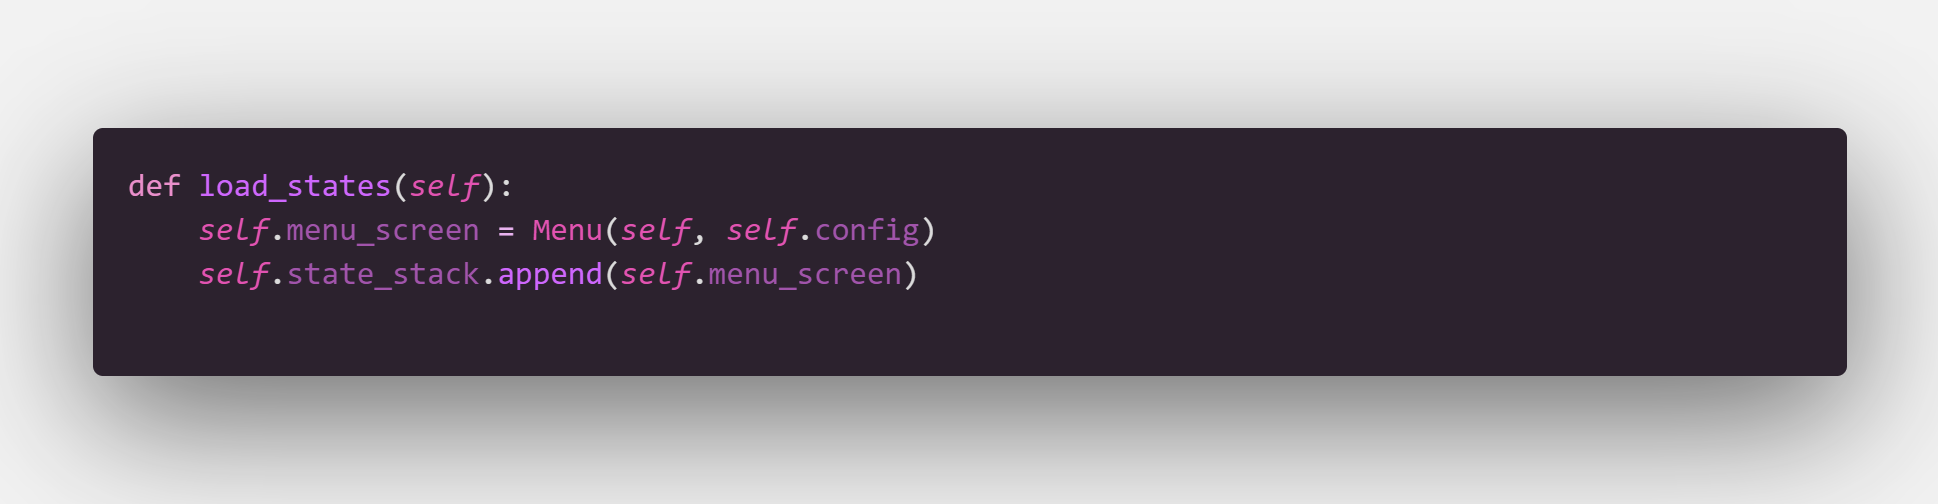 def load_states(self):
    self.menu_screen = Menu(self, self.config)
    self.state_stack.append(self.menu_screen)